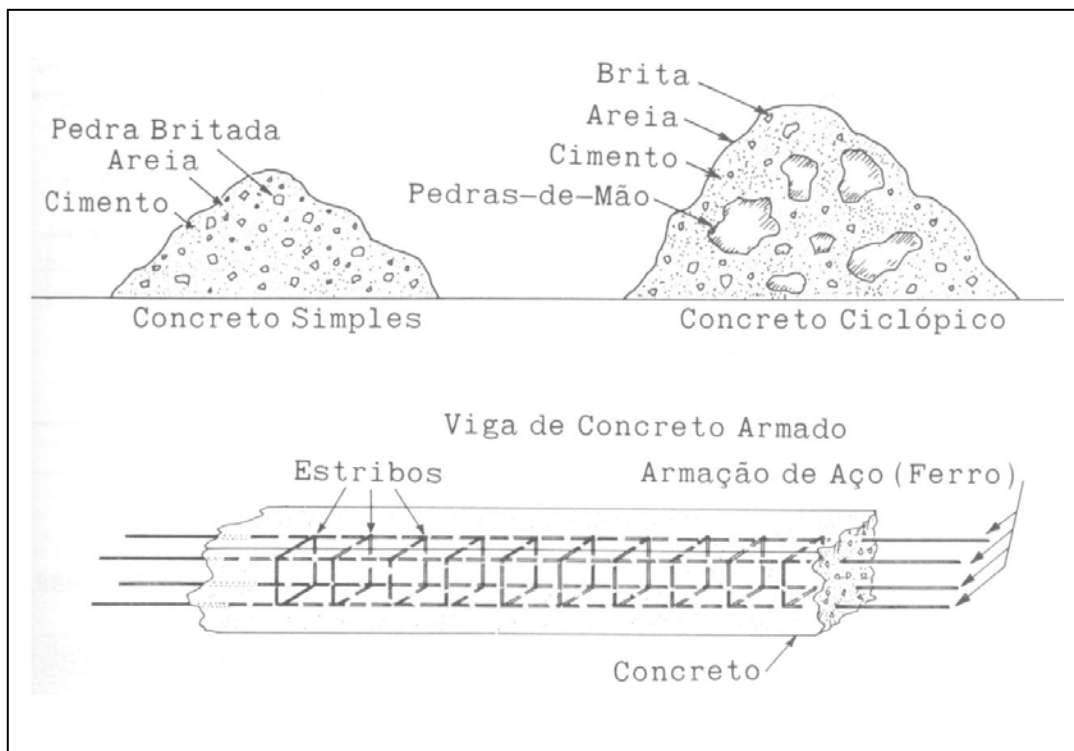 Pedra Britada
Areia
Cimento
Concreto Simples
Brita
Areia
Cimento
Pedras-de-Mão
Concreto Ciclópico
Viga de Concreto Armado
Estribos
Armação de Aço (Ferro)
Concreto